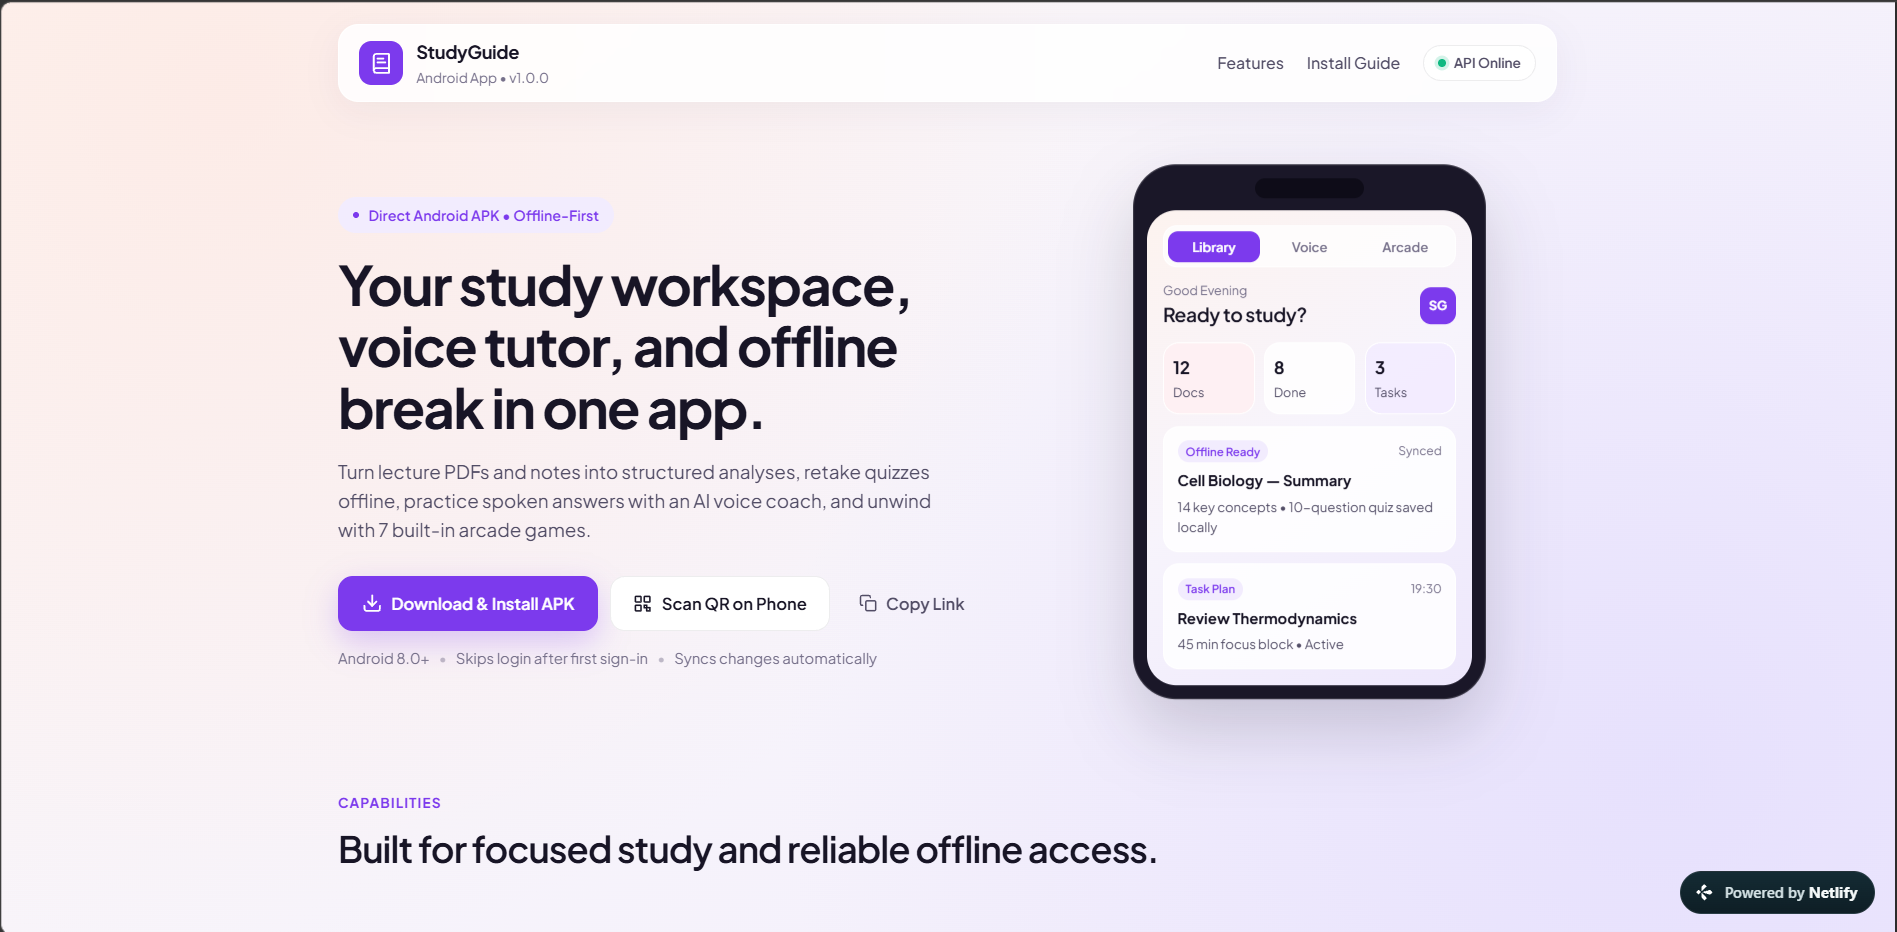 StudyGuide
Android App • v1.0.0
Features
Install Guide
API Online
Direct Android APK • Offline-First
Your study workspace,
voice tutor, and offline
break in one app.
Turn lecture PDFs and notes into structured analyses, retake quizzes
offline, practice spoken answers with an AI voice coach, and unwind
with 7 built-in arcade games.
Download & Install APK
Scan QR on Phone
Copy Link
Android 8.0+ • Skips login after first sign-in • Syncs changes automatically
Library
Voice
Arcade
Good Evening
Ready to study?
SG
12
Docs
8
Done
3
Tasks
Offline Ready
Synced
Cell Biology — Summary
14 key concepts • 10-question quiz saved
locally
Task Plan
19:30
Review Thermodynamics
45 min focus block • Active
CAPABILITIES
Built for focused study and reliable offline access.
Powered by Netlify